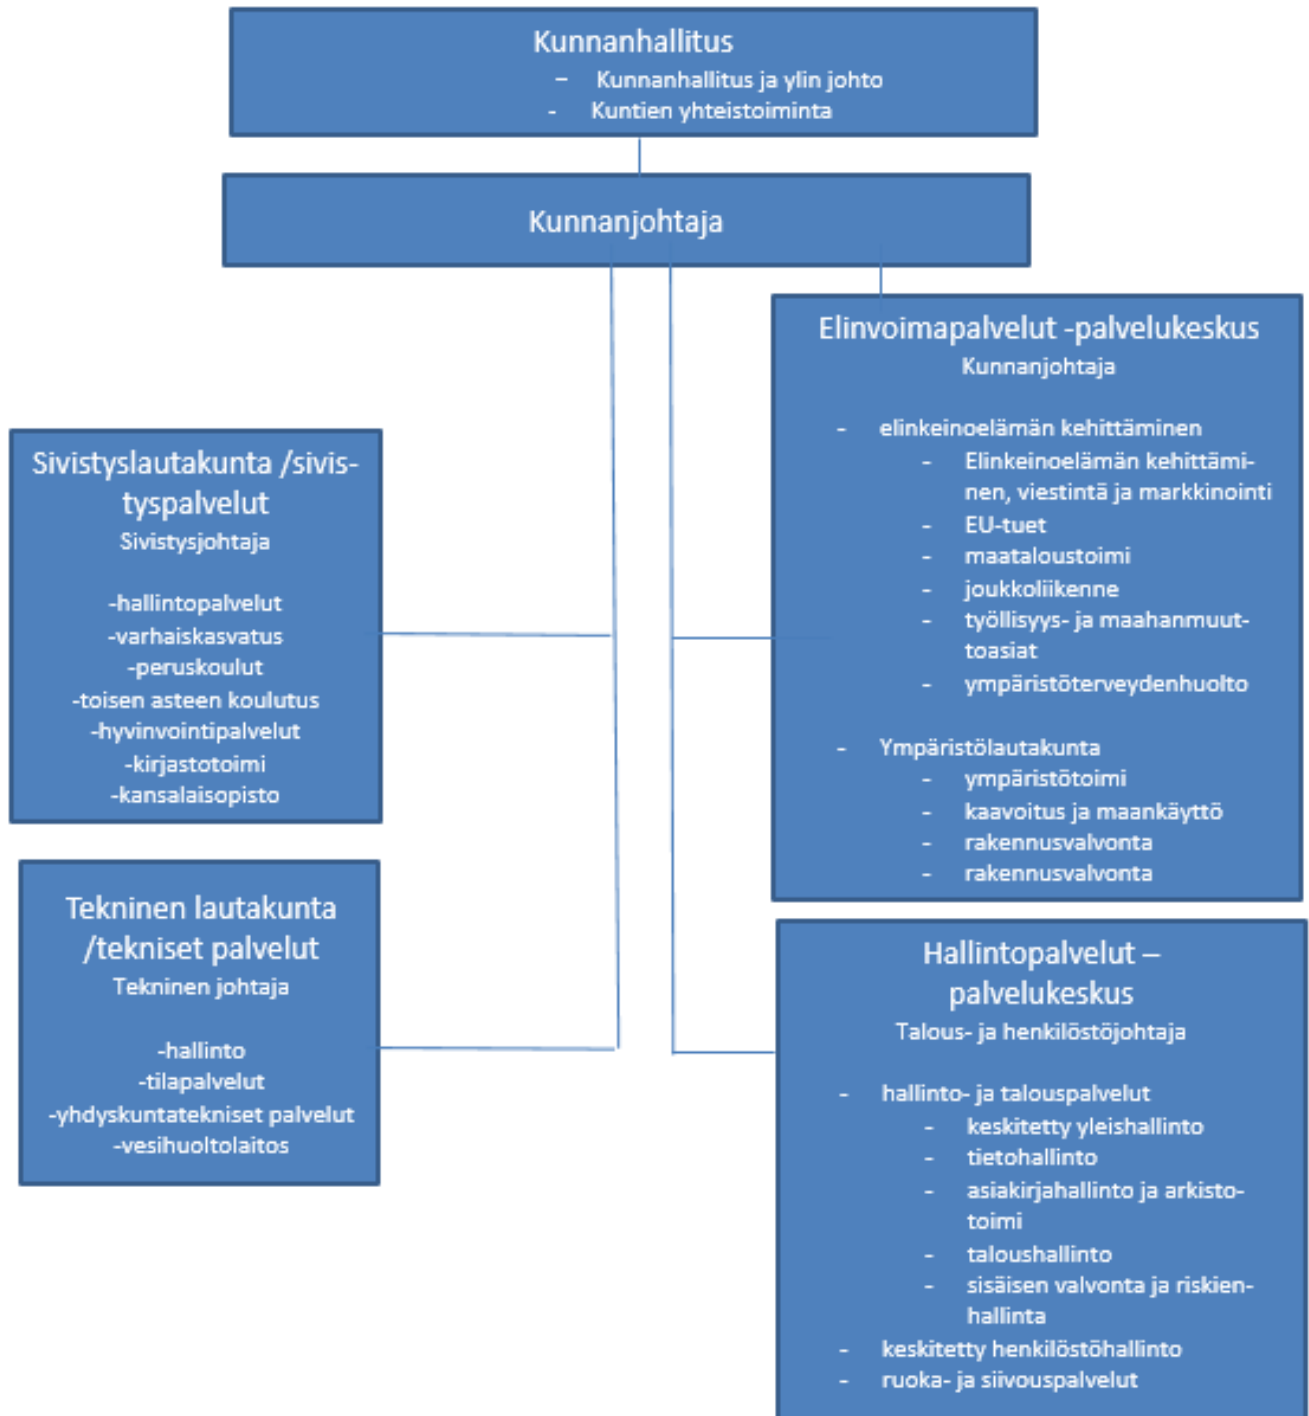 Kunnanhallitus
– Kunnanhallitus ja ylin johto
- Kuntien yhteistoiminta
Kunnanjohtaja
Elinvoimapalvelut -palvelukeskus
Kunnanjohtaja
- elinkeinoelämän kehittäminen
- Elinkeinoelämän kehittämi-
nen, viestintä ja markkinointi
- EU-tuet
- maataloustoimi
- joukkoliikenne
- työllisyys- ja maahanmuut-
toasiat
- ympäristöterveydenhuolto
- Ympäristölautakunta
- ympäristötoimi
- kaavoitus ja maankäyttö
- rakennusvalvonta
- rakennusvalvonta
Sivistyslautakunta /sivis-
tyspalvelut
Sivistysjohtaja
-hallintopalvelut
-varhaiskasvatus
-peruskoulut
-toisen asteen koulutus
-hyvinvointipalvelut
-kirjastotoimi
-kansalaisopisto
Tekninen lautakunta
/tekniset palvelut
Tekninen johtaja
-hallinto
-tilapalvelut
-yhdyskuntatekniset palvelut
-vesihuoltolaitos
Hallintopalvelut –
palvelukeskus
Talous- ja henkilöstöjohtaja
- hallinto- ja talouspalvelut
- keskitetty yleishallinto
- tietohallinto
- asiakirjahallinto ja arkisto-
toimi
- taloushallinto
- sisäisen valvonta ja riskien-
hallinta
- keskitetty henkilöstöhallinto
- ruoka- ja siivouspalvelut